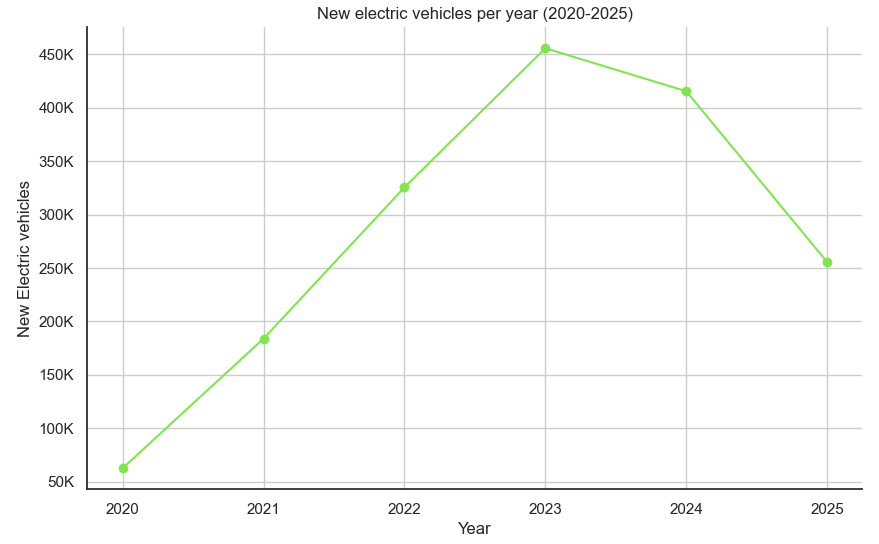 New electric vehicles per year (2020-2025)
450K
400K
350K
300K
250K
200K
150K
100K
50K
New Electric vehicles
2020 2021 2022 2023 2024 2025
Year